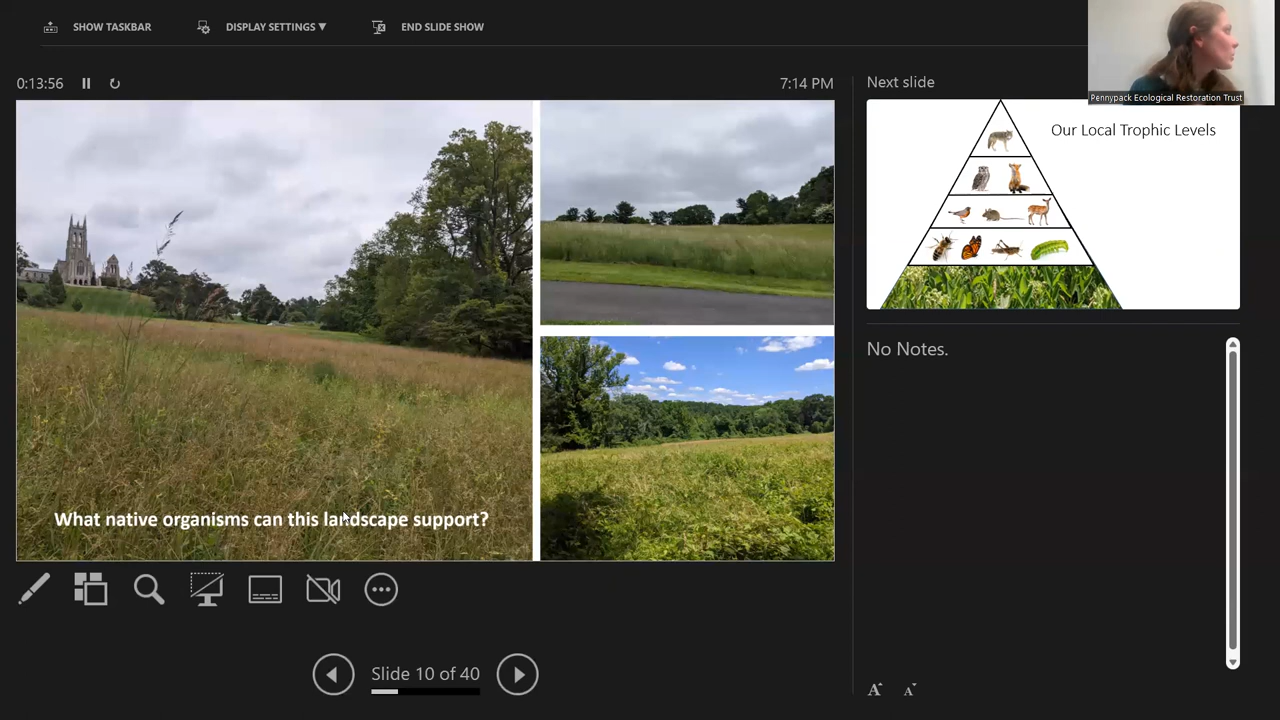 SHOW TASKBAR
DISPLAY SETTINGS ▼
END SLIDE SHOW
Pennypack Ecological Restoration Trust
0:13:56
7:14 PM
Next slide
Our Local Trophic Levels
What native organisms can this landscape support?
No Notes.
Slide 10 of 40
A A